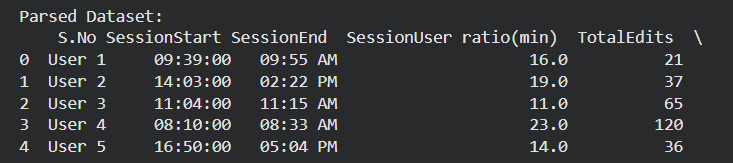 Parsed Dataset:
S.No SessionStart SessionEnd SessionUser ratio(min) TotalEdits \
0 User 1 09:39:00 09:55 AM 16.0 21
1 User 2 14:03:00 02:22 PM 19.0 37
2 User 3 11:04:00 11:15 AM 11.0 65
3 User 4 08:10:00 08:33 AM 23.0 120
4 User 5 16:50:00 05:04 PM 14.0 36